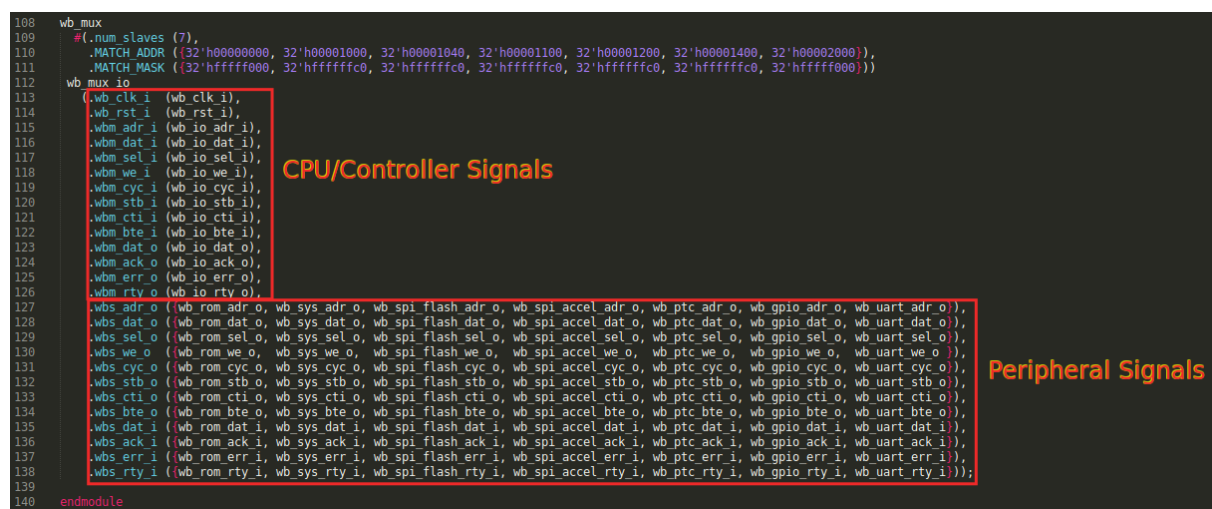 108 wb_mux
109 #(.num_slaves (7),
110 .MATCH_ADDR ({32'h00000000, 32'h00001000, 32'h00001040, 32'h00001100, 32'h00001200, 32'h00001400, 32'h00002000}),
111 .MATCH_MASK ({32'hfffff000, 32'hffffffc0, 32'hffffffc0, 32'hffffffc0, 32'hffffffc0, 32'hffffffc0, 32'hfffff000}))
112 wb_mux_io
113 (.wb_clk_i (wb_clk_i),
114 .wb_rst_i (wb_rst_i),
115 .wbm_adr_i (wb_io_adr_i),
116 .wbm_dat_i (wb_io_dat_i),
117 .wbm_sel_i (wb_io_sel_i),
118 .wbm_we_i (wb_io_we_i),
119 .wbm_cyc_i (wb_io_cyc_i),
120 .wbm_stb_i (wb_io_stb_i),
121 .wbm_cti_i (wb_io_cti_i),
122 .wbm_bte_i (wb_io_bte_i),
123 .wbm_dat_o (wb_io_dat_o),
124 .wbm_ack_o (wb_io_ack_o),
125 .wbm_err_o (wb_io_err_o),
126 .wbm_rty_o (wb_io_rty_o),
CPU/Controller Signals
127 .wbs_adr_o ({wb_rom_adr_o, wb_sys_adr_o, wb_spi_flash_adr_o, wb_spi_accel_adr_o, wb_ptc_adr_o, wb_gpio_adr_o, wb_uart_adr_o}),
128 .wbs_dat_o ({wb_rom_dat_o, wb_sys_dat_o, wb_spi_flash_dat_o, wb_spi_accel_dat_o, wb_ptc_dat_o, wb_gpio_dat_o, wb_uart_dat_o}),
129 .wbs_sel_o ({wb_rom_sel_o, wb_sys_sel_o, wb_spi_flash_sel_o, wb_spi_accel_sel_o, wb_ptc_sel_o, wb_gpio_sel_o, wb_uart_sel_o}),
130 .wbs_we_o ({wb_rom_we_o, wb_sys_we_o, wb_spi_flash_we_o, wb_spi_accel_we_o, wb_ptc_we_o, wb_gpio_we_o, wb_uart_we_o }),
131 .wbs_cyc_o ({wb_rom_cyc_o, wb_sys_cyc_o, wb_spi_flash_cyc_o, wb_spi_accel_cyc_o, wb_ptc_cyc_o, wb_gpio_cyc_o, wb_uart_cyc_o}),
132 .wbs_stb_o ({wb_rom_stb_o, wb_sys_stb_o, wb_spi_flash_stb_o, wb_spi_accel_stb_o, wb_ptc_stb_o, wb_gpio_stb_o, wb_uart_stb_o}),
133 .wbs_cti_o ({wb_rom_cti_o, wb_sys_cti_o, wb_spi_flash_cti_o, wb_spi_accel_cti_o, wb_ptc_cti_o, wb_gpio_cti_o, wb_uart_cti_o}),
134 .wbs_bte_o ({wb_rom_bte_o, wb_sys_bte_o, wb_spi_flash_bte_o, wb_spi_accel_bte_o, wb_ptc_bte_o, wb_gpio_bte_o, wb_uart_bte_o}),
135 .wbs_dat_i ({wb_rom_dat_i, wb_sys_dat_i, wb_spi_flash_dat_i, wb_spi_accel_dat_i, wb_ptc_dat_i, wb_gpio_dat_i, wb_uart_dat_i}),
136 .wbs_ack_i ({wb_rom_ack_i, wb_sys_ack_i, wb_spi_flash_ack_i, wb_spi_accel_ack_i, wb_ptc_ack_i, wb_gpio_ack_i, wb_uart_ack_i}),
137 .wbs_err_i ({wb_rom_err_i, wb_sys_err_i, wb_spi_flash_err_i, wb_spi_accel_err_i, wb_ptc_err_i, wb_gpio_err_i, wb_uart_err_i}),
138 .wbs_rty_i ({wb_rom_rty_i, wb_sys_rty_i, wb_spi_flash_rty_i, wb_spi_accel_rty_i, wb_ptc_rty_i, wb_gpio_rty_i, wb_uart_rty_i}));
Peripheral Signals
139
140 endmodule